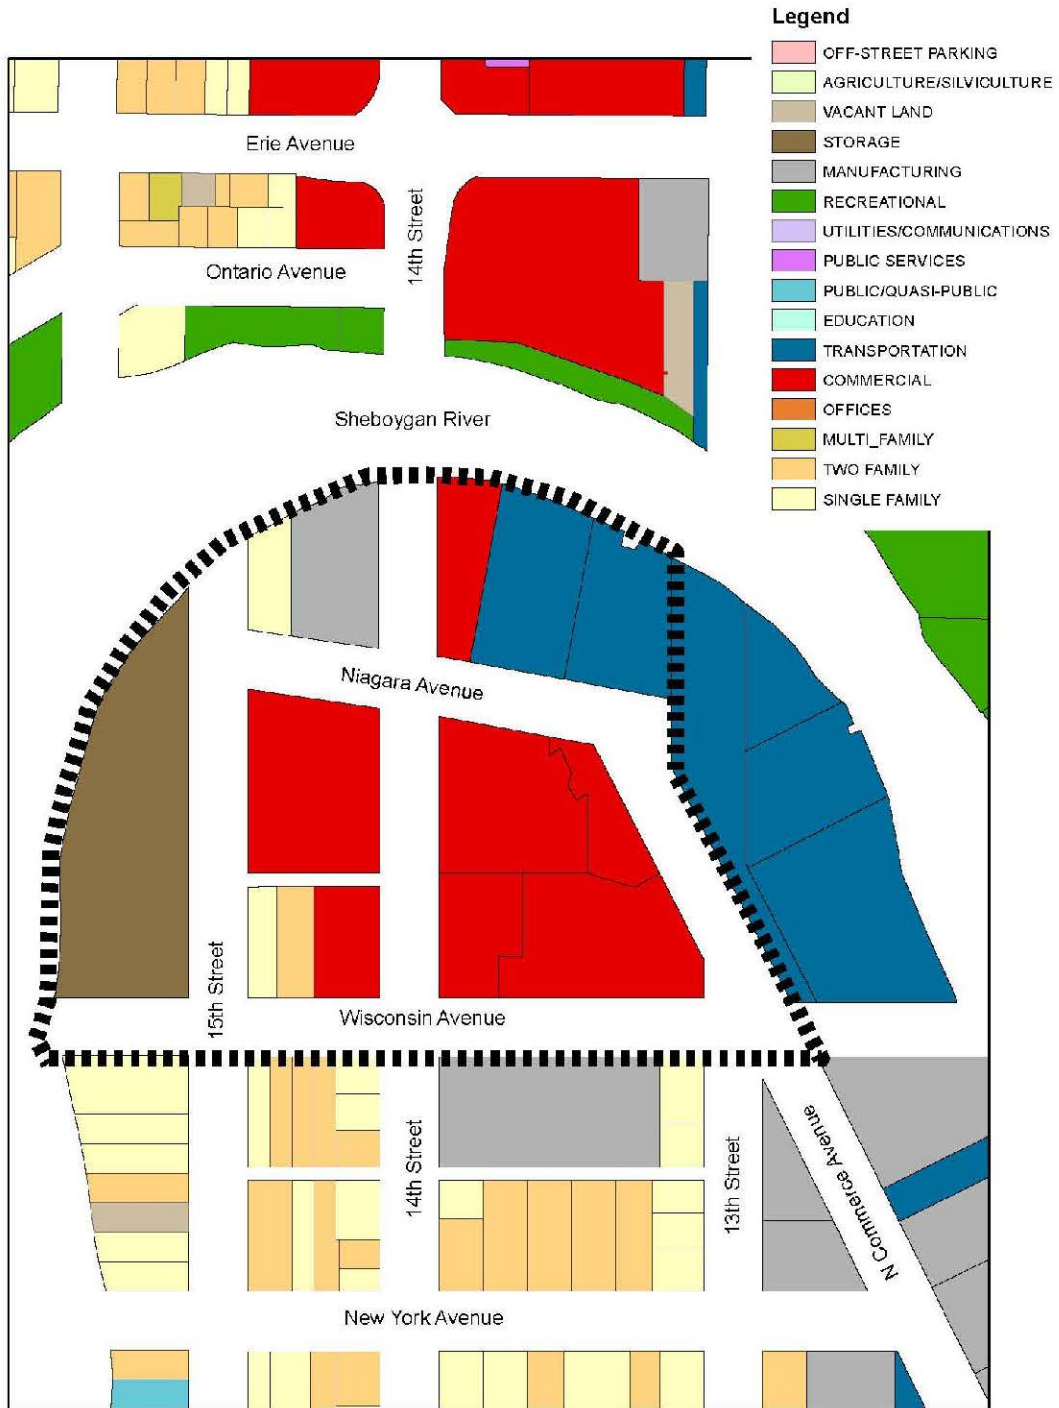 Legend
OFF-STREET PARKING
AGRICULTURE/SILVICULTURE
VACANT LAND
STORAGE
MANUFACTURING
RECREATIONAL
UTILITIES/COMMUNICATIONS
PUBLIC SERVICES
PUBLIC/QUASI-PUBLIC
EDUCATION
TRANSPORTATION
COMMERCIAL
OFFICES
MULTI_FAMILY
TWO FAMILY
SINGLE FAMILY
Erie Avenue
14th Street
Ontario Avenue
Sheboygan River
Niagara Avenue
15th Street
Wisconsin Avenue
14th Street
13th Street
N Commerce Avenue
New York Avenue